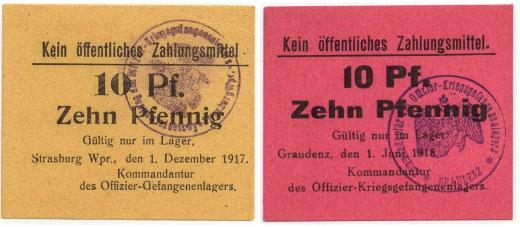 Kein öffentliches Zahlungsmittel
10 Pf.
Zehn Pfennig
Gültig nur im Lager,
Strasburg Wpr., den 1. Dezember 1917.
Kommandantur
des Offizier-Gefangenenlagers.
Kein öffentliches Zahlungsmittel.
10 Pf.
Zehn Pfennig
Gültig nur im Lager,
Graudenz, den 1. Juni 1918.
Kommandantur
des Offizier-Kriegsgefangenenlagers.
GRAUDENZ